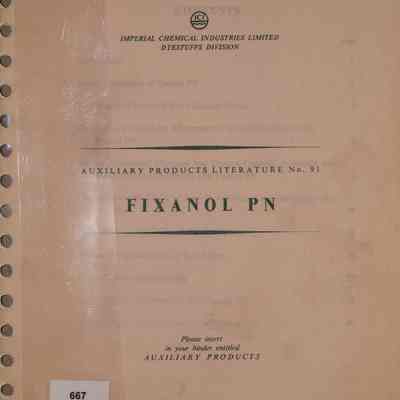 ICI
IMPERIAL CHEMICAL INDUSTRIES LIMITED
DYESTUFFS DIVISION
AUXILIARY PRODUCTS LITERATURE No. 91
FIXANOL PN
Please insert
in your binder entitled
AUXILIARY PRODUCTS
667